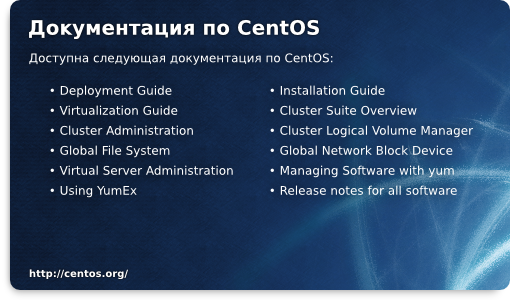 Документация по CentOS
Доступна следующая документация по CentOS:
• Deployment Guide
• Virtualization Guide
• Cluster Administration
• Global File System
• Virtual Server Administration
• Using YumEx
• Installation Guide
• Cluster Suite Overview
• Cluster Logical Volume Manager
• Global Network Block Device
• Managing Software with yum
• Release notes for all software
http://centos.org/